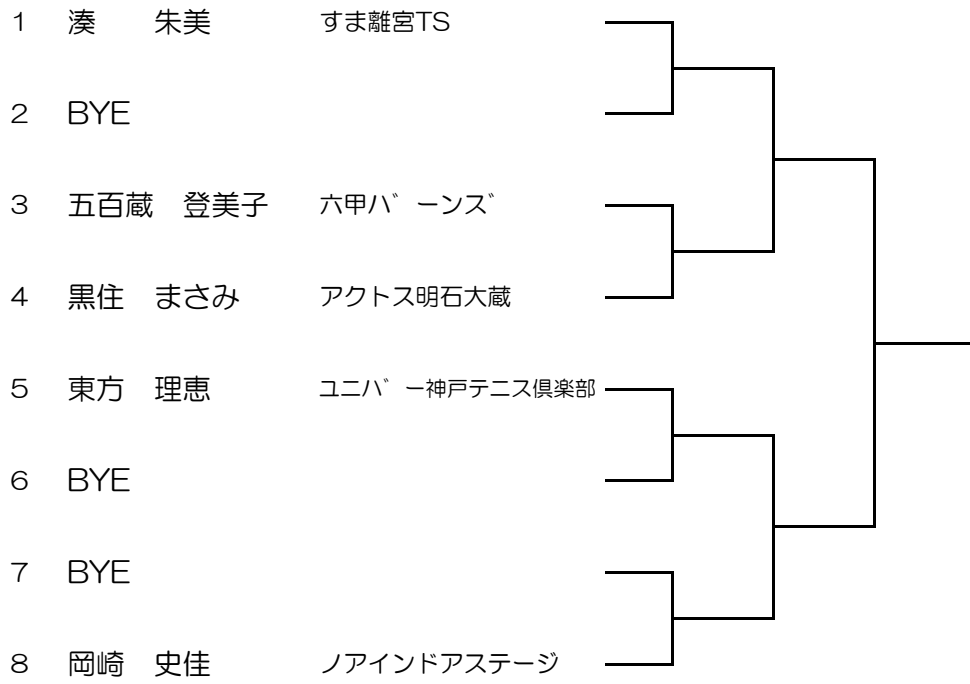 1 湊 朱美 すま離宮TS
2 BYE
3 五百蔵 登美子 六甲ハ゛ーンズ
4 黒住 まさみ アクトス明石大蔵
5 東方 理恵 ユニハ゛ー神戸テニス倶楽部
6 BYE
7 BYE
8 岡崎 史佳 ノアインドアステージ